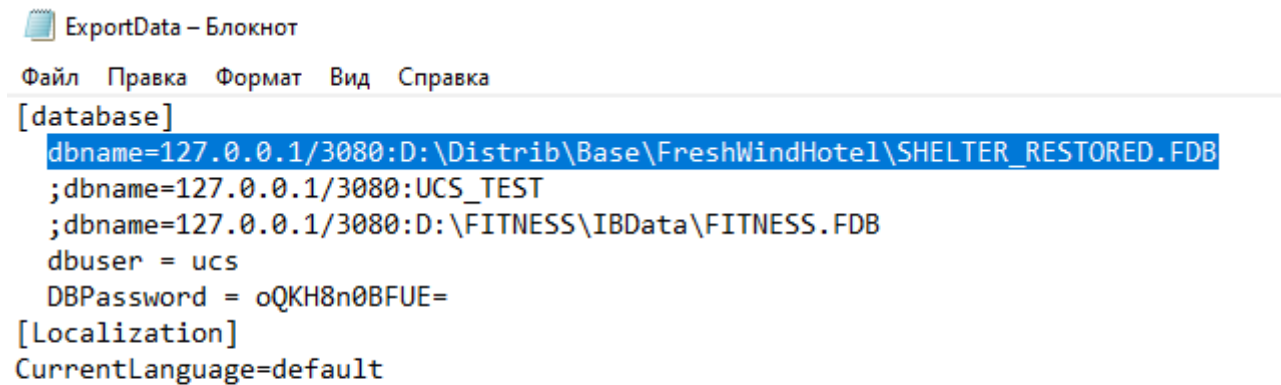 ExportData – Блокнот
Файл Правка Формат Вид Справка
[database]
dbname=127.0.0.1/3080:D:\Distrib\Base\FreshWindHotel\SHELTER_RESTORED.FDB
;dbname=127.0.0.1/3080:UCS_TEST
;dbname=127.0.0.1/3080:D:\FITNESS\IBData\FITNESS.FDB
dbuser = ucs
DBPassword = oQKH8n0BFUE=
[Localization]
CurrentLanguage=default